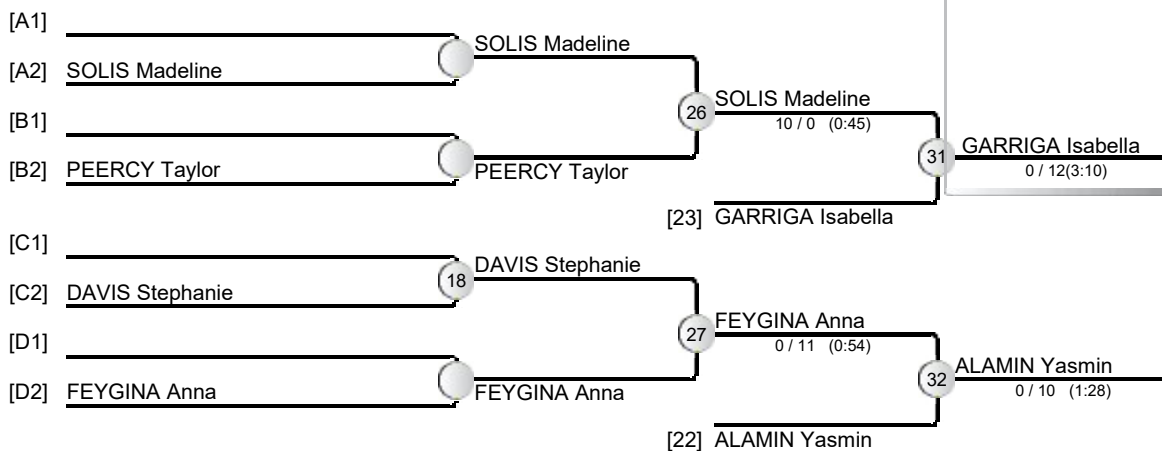 [A1]
SOLIS Madeline
[A2] SOLIS Madeline
26
SOLIS Madeline
10 / 0 (0:45)
[B1]
31
GARRIGA Isabella
0 / 12(3:10)
[B2] PEERCY Taylor
PEERCY Taylor
[23] GARRIGA Isabella
[C1]
DAVIS Stephanie
18
[C2] DAVIS Stephanie
27
FEYGINA Anna
0 / 11 (0:54)
[D1]
32
ALAMIN Yasmin
0 / 10 (1:28)
[D2] FEYGINA Anna
FEYGINA Anna
[22] ALAMIN Yasmin